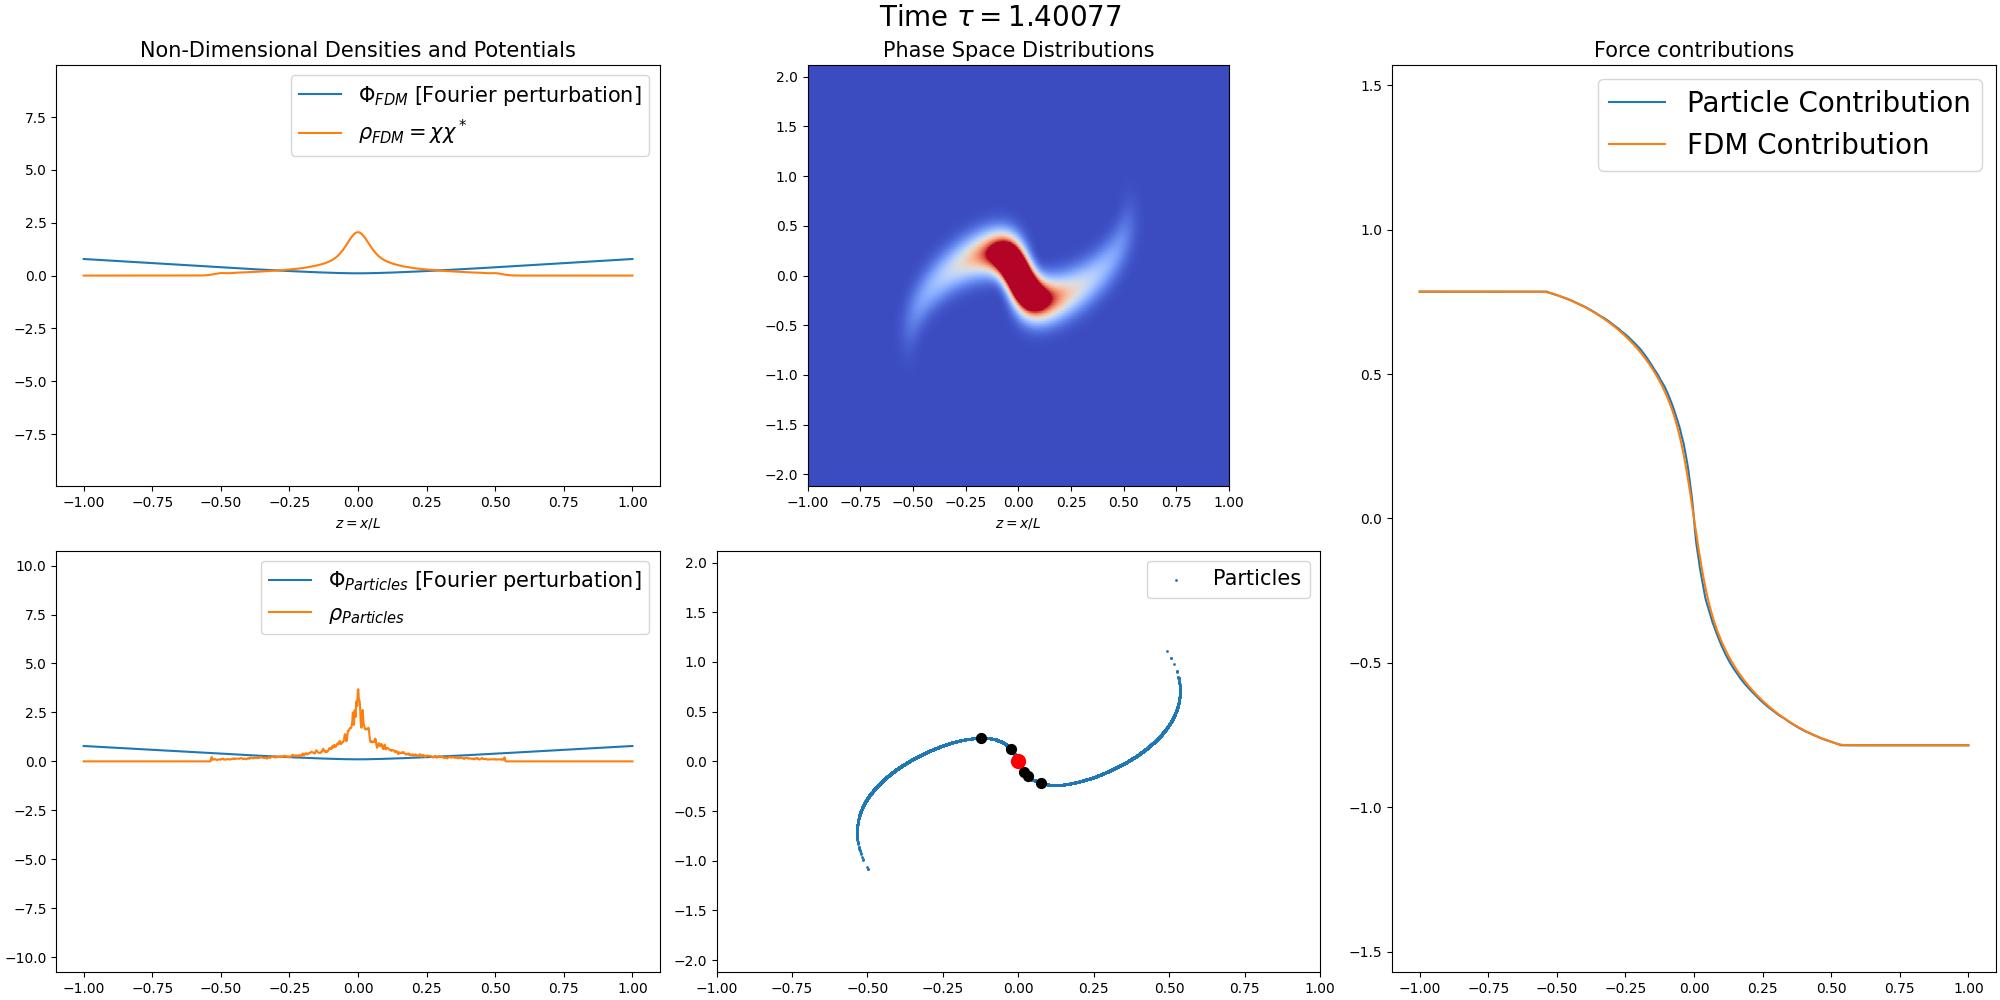 Time τ = 1.40077
Non-Dimensional Densities and Potentials
Φ_FDM [Fourier perturbation]
ρ_FDM = χχ*
7.5
5.0
2.5
0.0
−2.5
−5.0
−7.5
−1.00 −0.75 −0.50 −0.25 0.00 0.25 0.50 0.75 1.00
z = x/L
Phase Space Distributions
2.0
1.5
1.0
0.5
0.0
−0.5
−1.0
−1.5
−2.0
−1.00 −0.75 −0.50 −0.25 0.00 0.25 0.50 0.75 1.00
z = x/L
Force contributions
Particle Contribution
FDM Contribution
1.5
1.0
0.5
0.0
−0.5
−1.0
−1.5
−1.00 −0.75 −0.50 −0.25 0.00 0.25 0.50 0.75 1.00
Φ_Particles [Fourier perturbation]
ρ_Particles
10.0
7.5
5.0
2.5
0.0
−2.5
−5.0
−7.5
−10.0
−1.00 −0.75 −0.50 −0.25 0.00 0.25 0.50 0.75 1.00
Particles
2.0
1.5
1.0
0.5
0.0
−0.5
−1.0
−1.5
−2.0
−1.00 −0.75 −0.50 −0.25 0.00 0.25 0.50 0.75 1.00